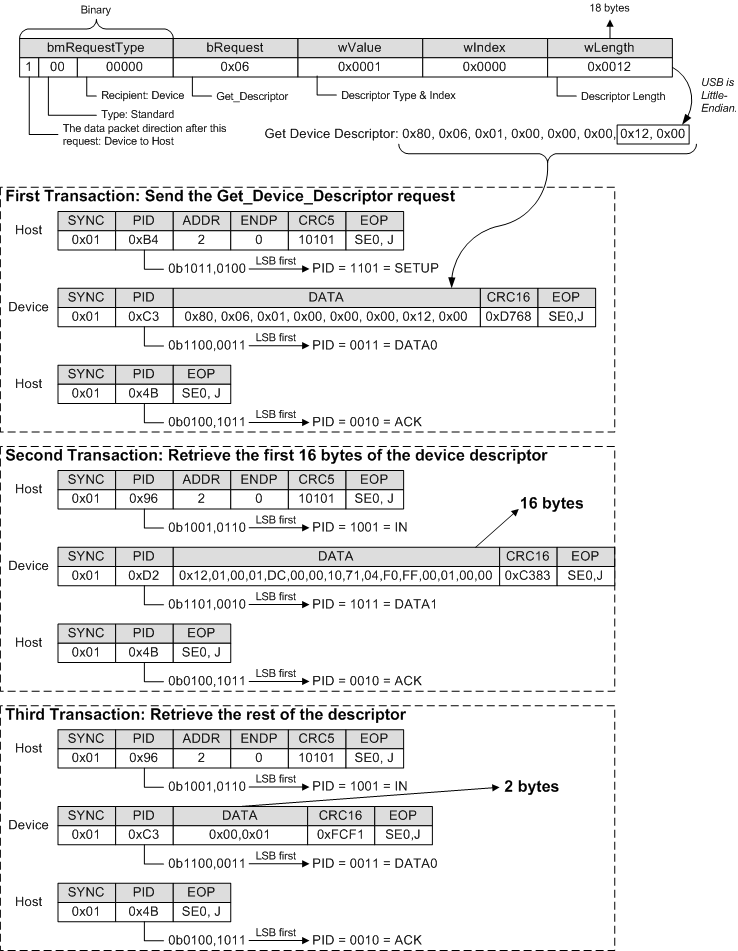 Binary
18 bytes
bmRequestType bRequest wValue wIndex wLength
1 00 00000 0x06 0x0001 0x0000 0x0012
Recipient: Device Get_Descriptor Descriptor Type & Index Descriptor Length
Type: Standard
The data packet direction after this
request: Device to Host
USB is
Little-
Endian.
Get Device Descriptor: 0x80, 0x06, 0x01, 0x00, 0x00, 0x00, 0x12, 0x00
First Transaction: Send the Get_Device_Descriptor request
Host
SYNC PID ADDR ENDP CRC5 EOP
0x01 0xB4 2 0 10101 SE0, J
0b1011,0100 LSB first PID = 1101 = SETUP
Device
SYNC PID DATA CRC16 EOP
0x01 0xC3 0x80, 0x06, 0x01, 0x00, 0x00, 0x00, 0x12, 0x00 0xD768 SE0,J
0b1100,0011 LSB first PID = 0011 = DATA0
Host
SYNC PID EOP
0x01 0x4B SE0, J
0b0100,1011 LSB first PID = 0010 = ACK
Second Transaction: Retrieve the first 16 bytes of the device descriptor
Host
SYNC PID ADDR ENDP CRC5 EOP
0x01 0x96 2 0 10101 SE0, J
0b1001,0110 LSB first PID = 1001 = IN
16 bytes
Device
SYNC PID DATA CRC16 EOP
0x01 0xD2 0x12,01,00,01,DC,00,00,10,71,04,F0,FF,00,01,00,00 0xC383 SE0,J
0b1101,0010 LSB first PID = 1011 = DATA1
Host
SYNC PID EOP
0x01 0x4B SE0, J
0b0100,1011 LSB first PID = 0010 = ACK
Third Transaction: Retrieve the rest of the descriptor
Host
SYNC PID ADDR ENDP CRC5 EOP
0x01 0x96 2 0 10101 SE0, J
0b1001,0110 LSB first PID = 1001 = IN
2 bytes
Device
SYNC PID DATA CRC16 EOP
0x01 0xC3 0x00,0x01 0xFCF1 SE0,J
0b1100,0011 LSB first PID = 0011 = DATA0
Host
SYNC PID EOP
0x01 0x4B SE0, J
0b0100,1011 LSB first PID = 0010 = ACK